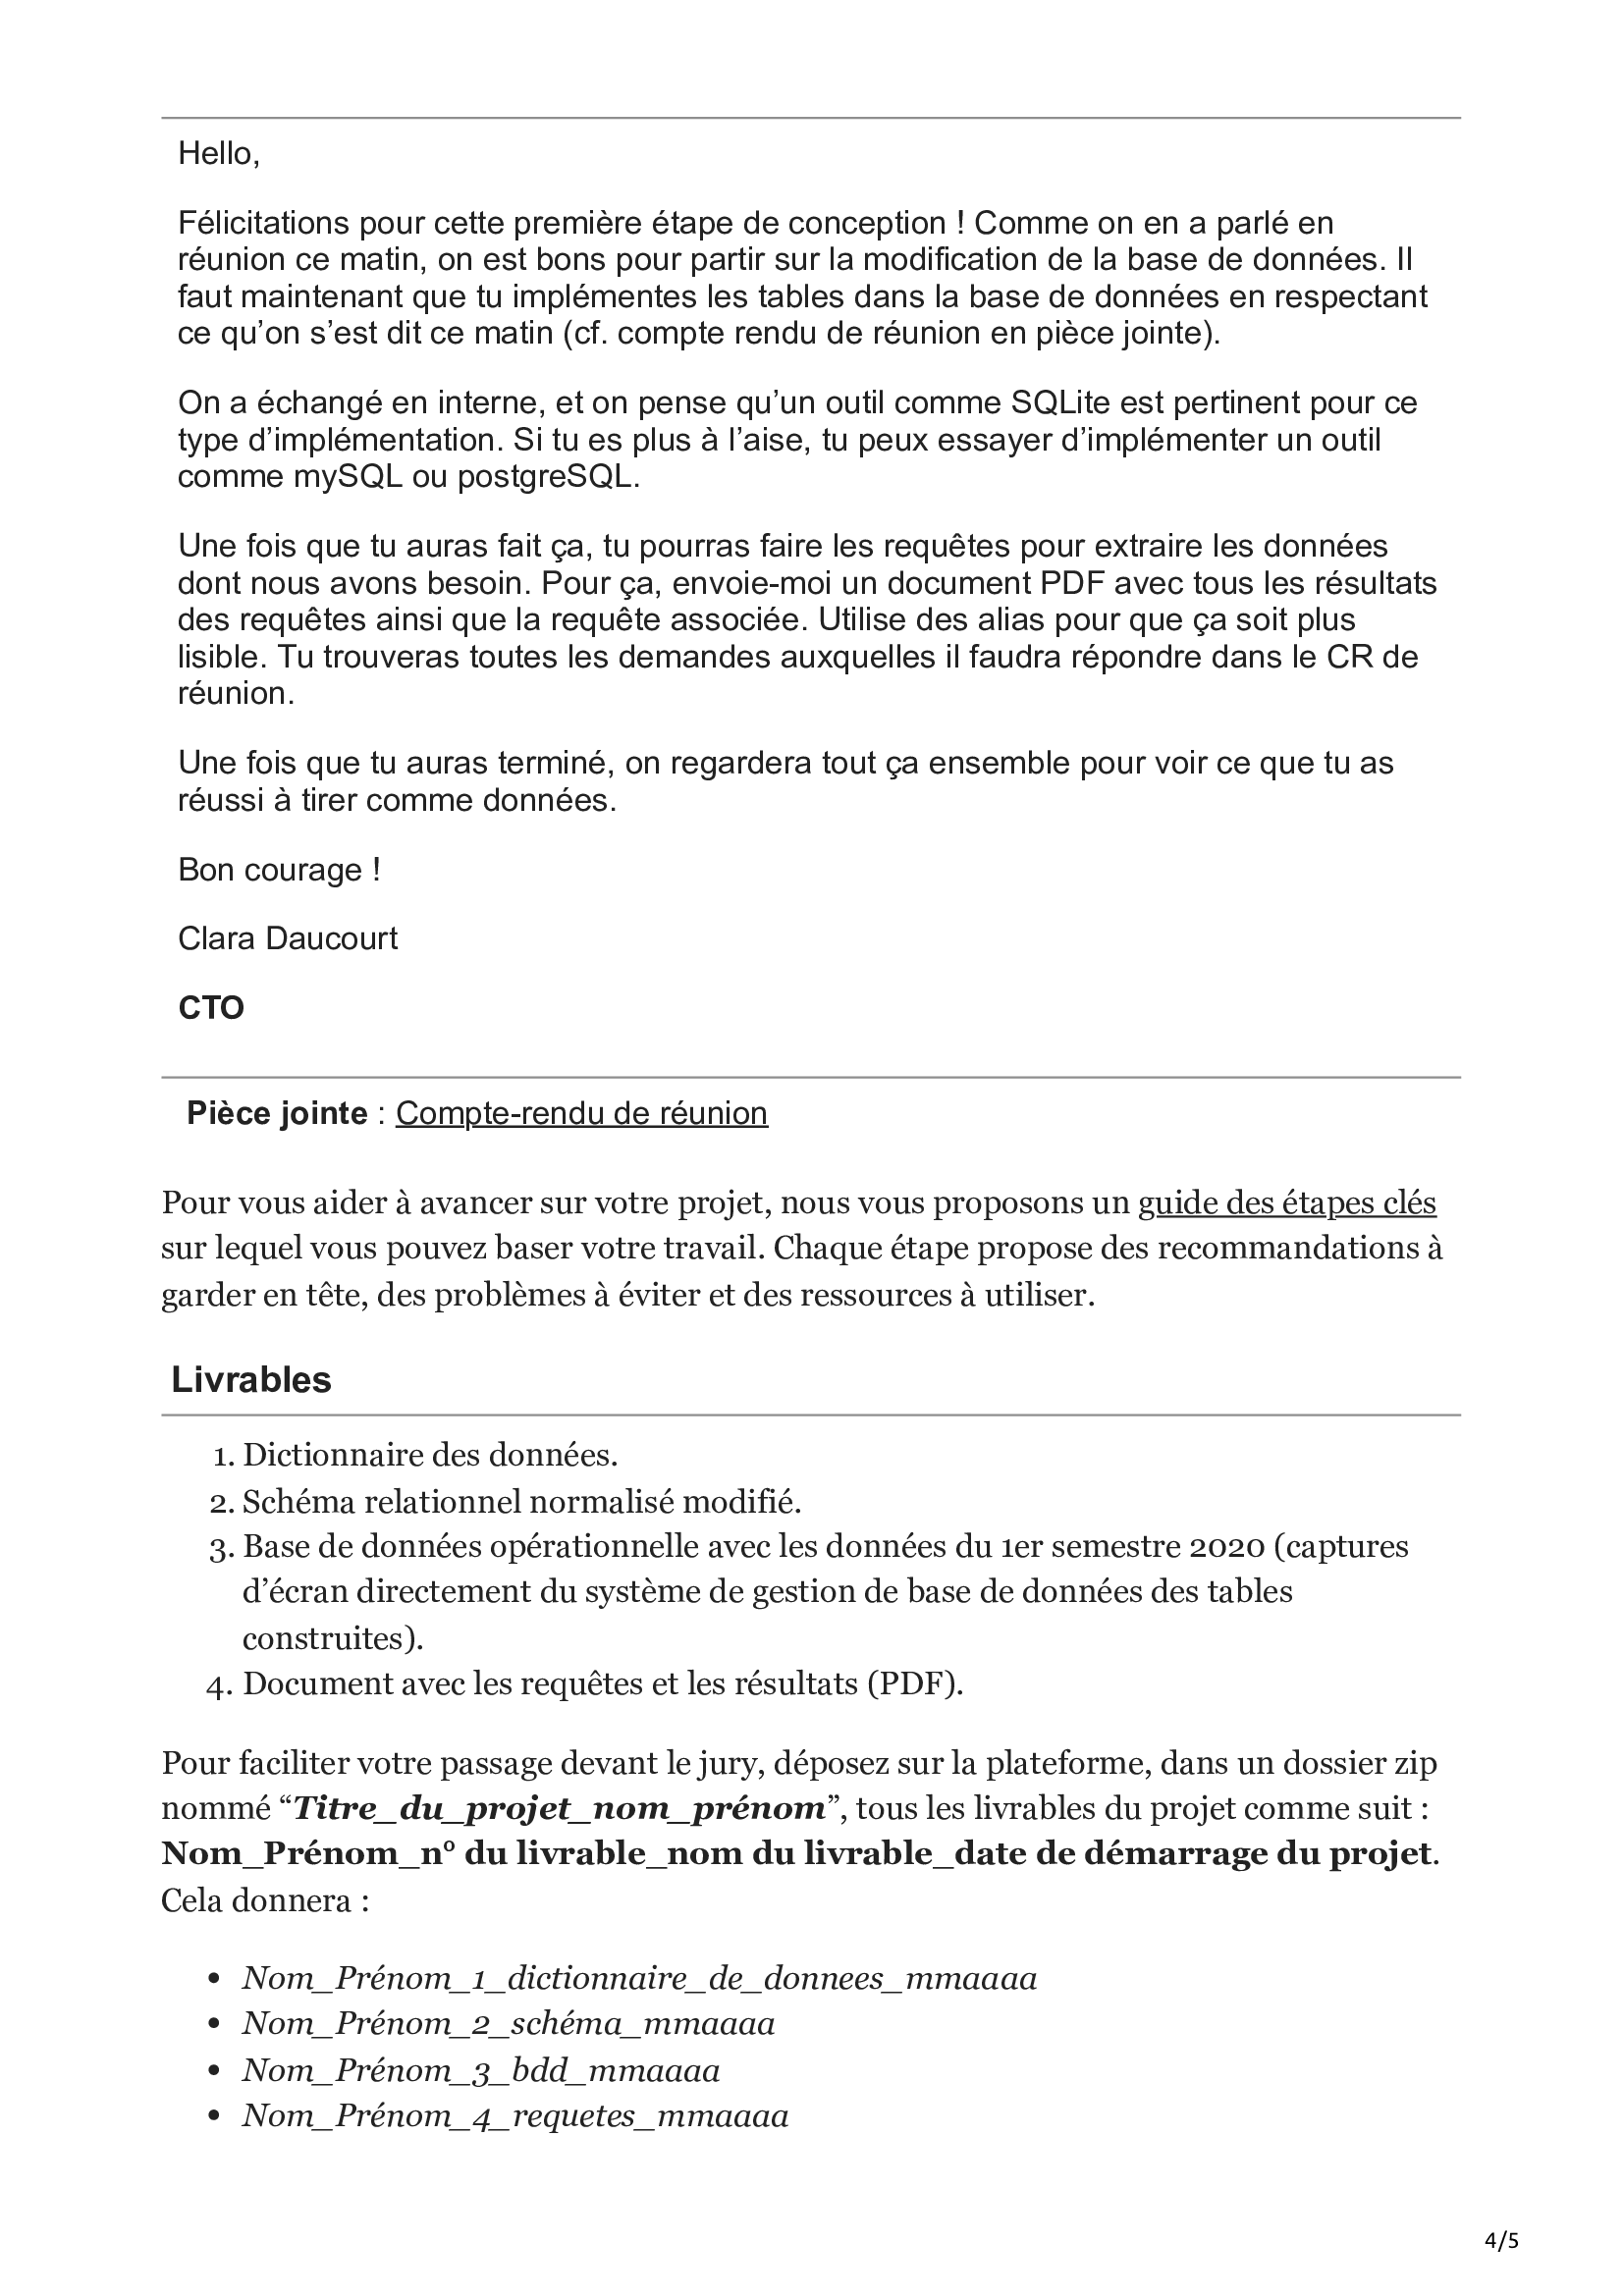 Hello,
Félicitations pour cette première étape de conception ! Comme on en a parlé en
réunion ce matin, on est bons pour partir sur la modification de la base de données. Il
faut maintenant que tu implémentes les tables dans la base de données en respectant
ce qu’on s’est dit ce matin (cf. compte rendu de réunion en pièce jointe).
On a échangé en interne, et on pense qu’un outil comme SQLite est pertinent pour ce
type d’implémentation. Si tu es plus à l’aise, tu peux essayer d’implémenter un outil
comme mySQL ou postgreSQL.
Une fois que tu auras fait ça, tu pourras faire les requêtes pour extraire les données
dont nous avons besoin. Pour ça, envoie-moi un document PDF avec tous les résultats
des requêtes ainsi que la requête associée. Utilise des alias pour que ça soit plus
lisible. Tu trouveras toutes les demandes auxquelles il faudra répondre dans le CR de
réunion.
Une fois que tu auras terminé, on regardera tout ça ensemble pour voir ce que tu as
réussi à tirer comme données.
Bon courage !
Clara Daucourt
CTO
Pièce jointe : Compte-rendu de réunion
Pour vous aider à avancer sur votre projet, nous vous proposons un guide des étapes clés
sur lequel vous pouvez baser votre travail. Chaque étape propose des recommandations à
garder en tête, des problèmes à éviter et des ressources à utiliser.
Livrables
1. Dictionnaire des données.
2. Schéma relationnel normalisé modifié.
3. Base de données opérationnelle avec les données du 1er semestre 2020 (captures
d’écran directement du système de gestion de base de données des tables
construites).
4. Document avec les requêtes et les résultats (PDF).
Pour faciliter votre passage devant le jury, déposez sur la plateforme, dans un dossier zip
nommé “Titre_du_projet_nom_prénom”, tous les livrables du projet comme suit :
Nom_Prénom_n° du livrable_nom du livrable_date de démarrage du projet.
Cela donnera :
• Nom_Prénom_1_dictionnaire_de_donnees_mmaaaa
• Nom_Prénom_2_schéma_mmaaaa
• Nom_Prénom_3_bdd_mmaaaa
• Nom_Prénom_4_requetes_mmaaaa
4/5